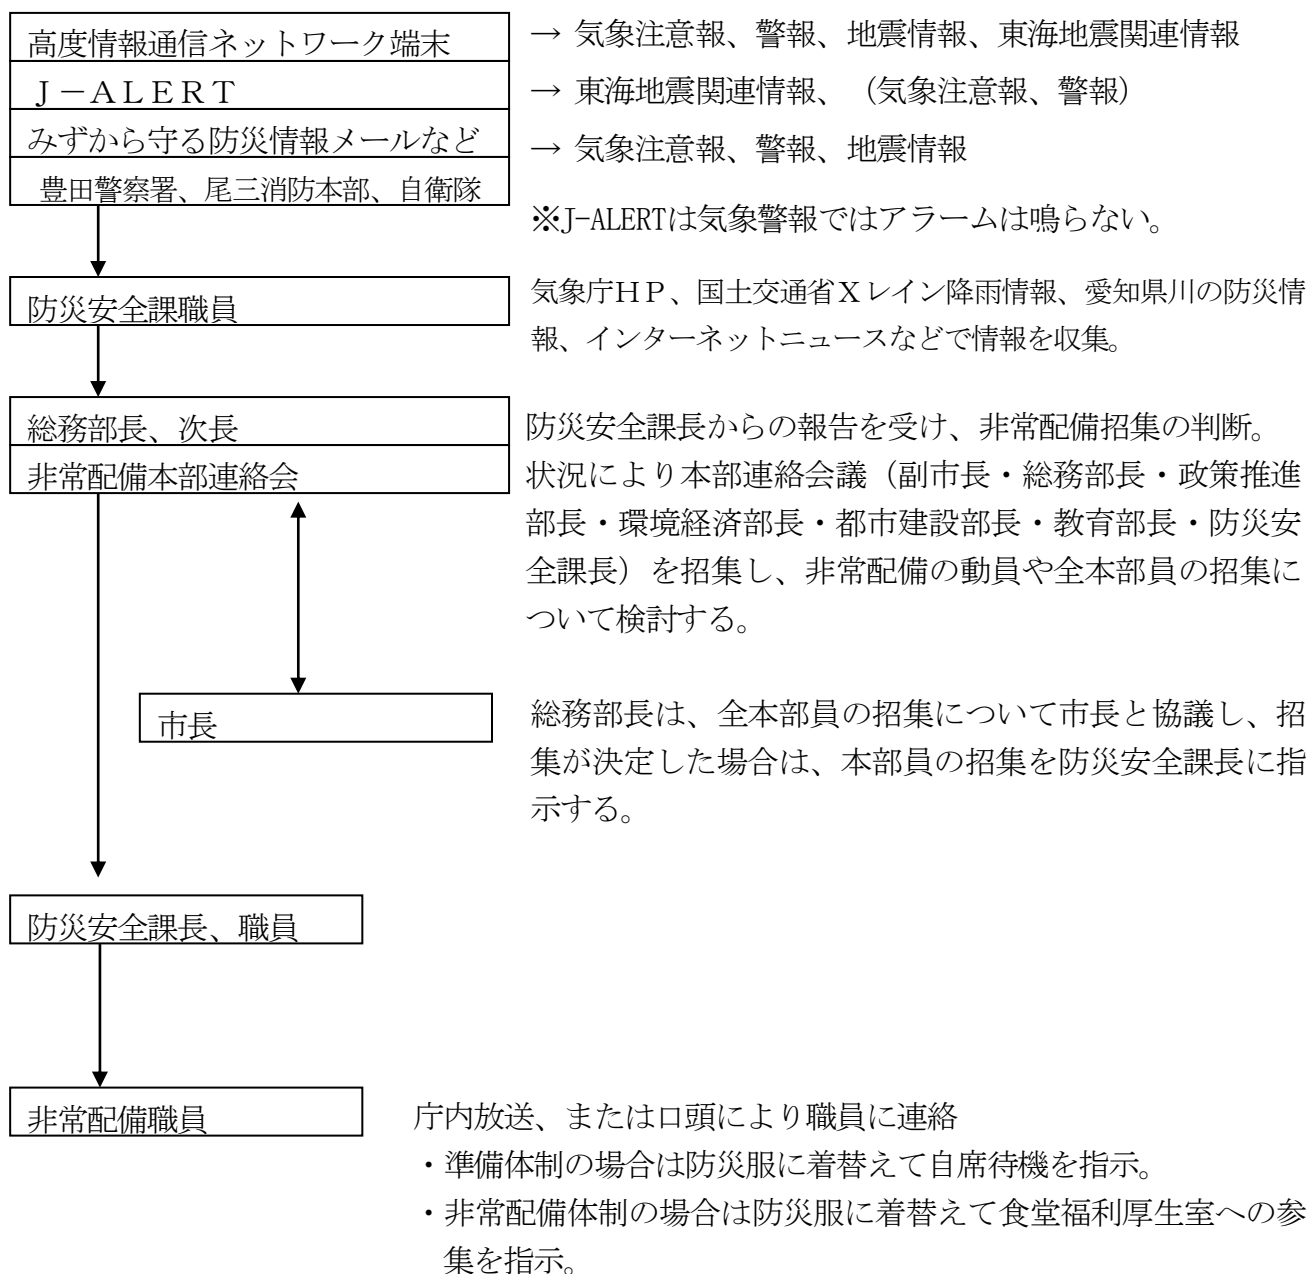 高度情報通信ネットワーク端末
→ 気象注意報、警報、地震情報、東海地震関連情報
J－ALERT
→ 東海地震関連情報、（気象注意報、警報）
みずから守る防災情報メールなど
→ 気象注意報、警報、地震情報
豊田警察署、尾三消防本部、自衛隊
※J-ALERTは気象警報ではアラームは鳴らない。
防災安全課職員
気象庁HP、国土交通省Xレイン降雨情報、愛知県川の防災情
報、インターネットニュースなどで情報を収集。
総務部長、次長
非常配備本部連絡会
防災安全課長からの報告を受け、非常配備招集の判断。
状況により本部連絡会議（副市長・総務部長・政策推進
部長・環境経済部長・都市建設部長・教育部長・防災安
全課長）を招集し、非常配備の動員や全本部員の招集に
ついて検討する。
市長
総務部長は、全本部員の招集について市長と協議し、招
集が決定した場合は、本部員の招集を防災安全課長に指
示する。
防災安全課長、職員
非常配備職員
庁内放送、または口頭により職員に連絡
・準備体制の場合は防災服に着替えて自席待機を指示。
・非常配備体制の場合は防災服に着替えて食堂福利厚生室への参
集を指示。